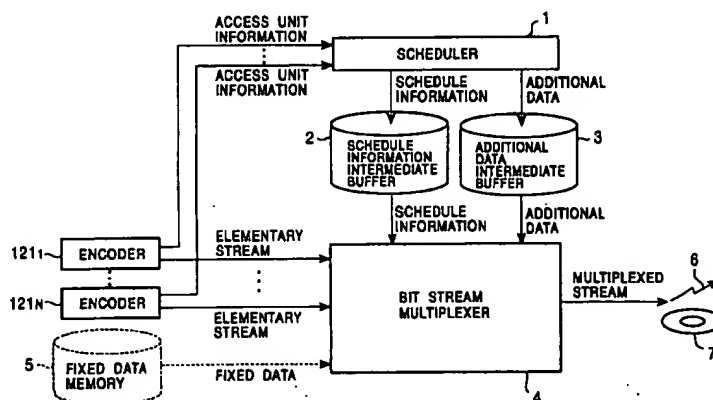 ACCESS UNIT
INFORMATION
1
SCHEDULER
ACCESS UNIT
INFORMATION
SCHEDULE
INFORMATION
ADDITIONAL
DATA
2
SCHEDULE
INFORMATION
INTERMEDIATE
BUFFER
ADDITIONAL
DATA
INTERMEDIATE
BUFFER
3
SCHEDULE
INFORMATION
ADDITIONAL
DATA
121₁
ENCODER
ELEMENTARY
STREAM
121N
ENCODER
ELEMENTARY
STREAM
BIT STREAM
MULTIPLEXER
MULTIPLEXED
STREAM
6
7
5
FIXED DATA
MEMORY
FIXED DATA
4